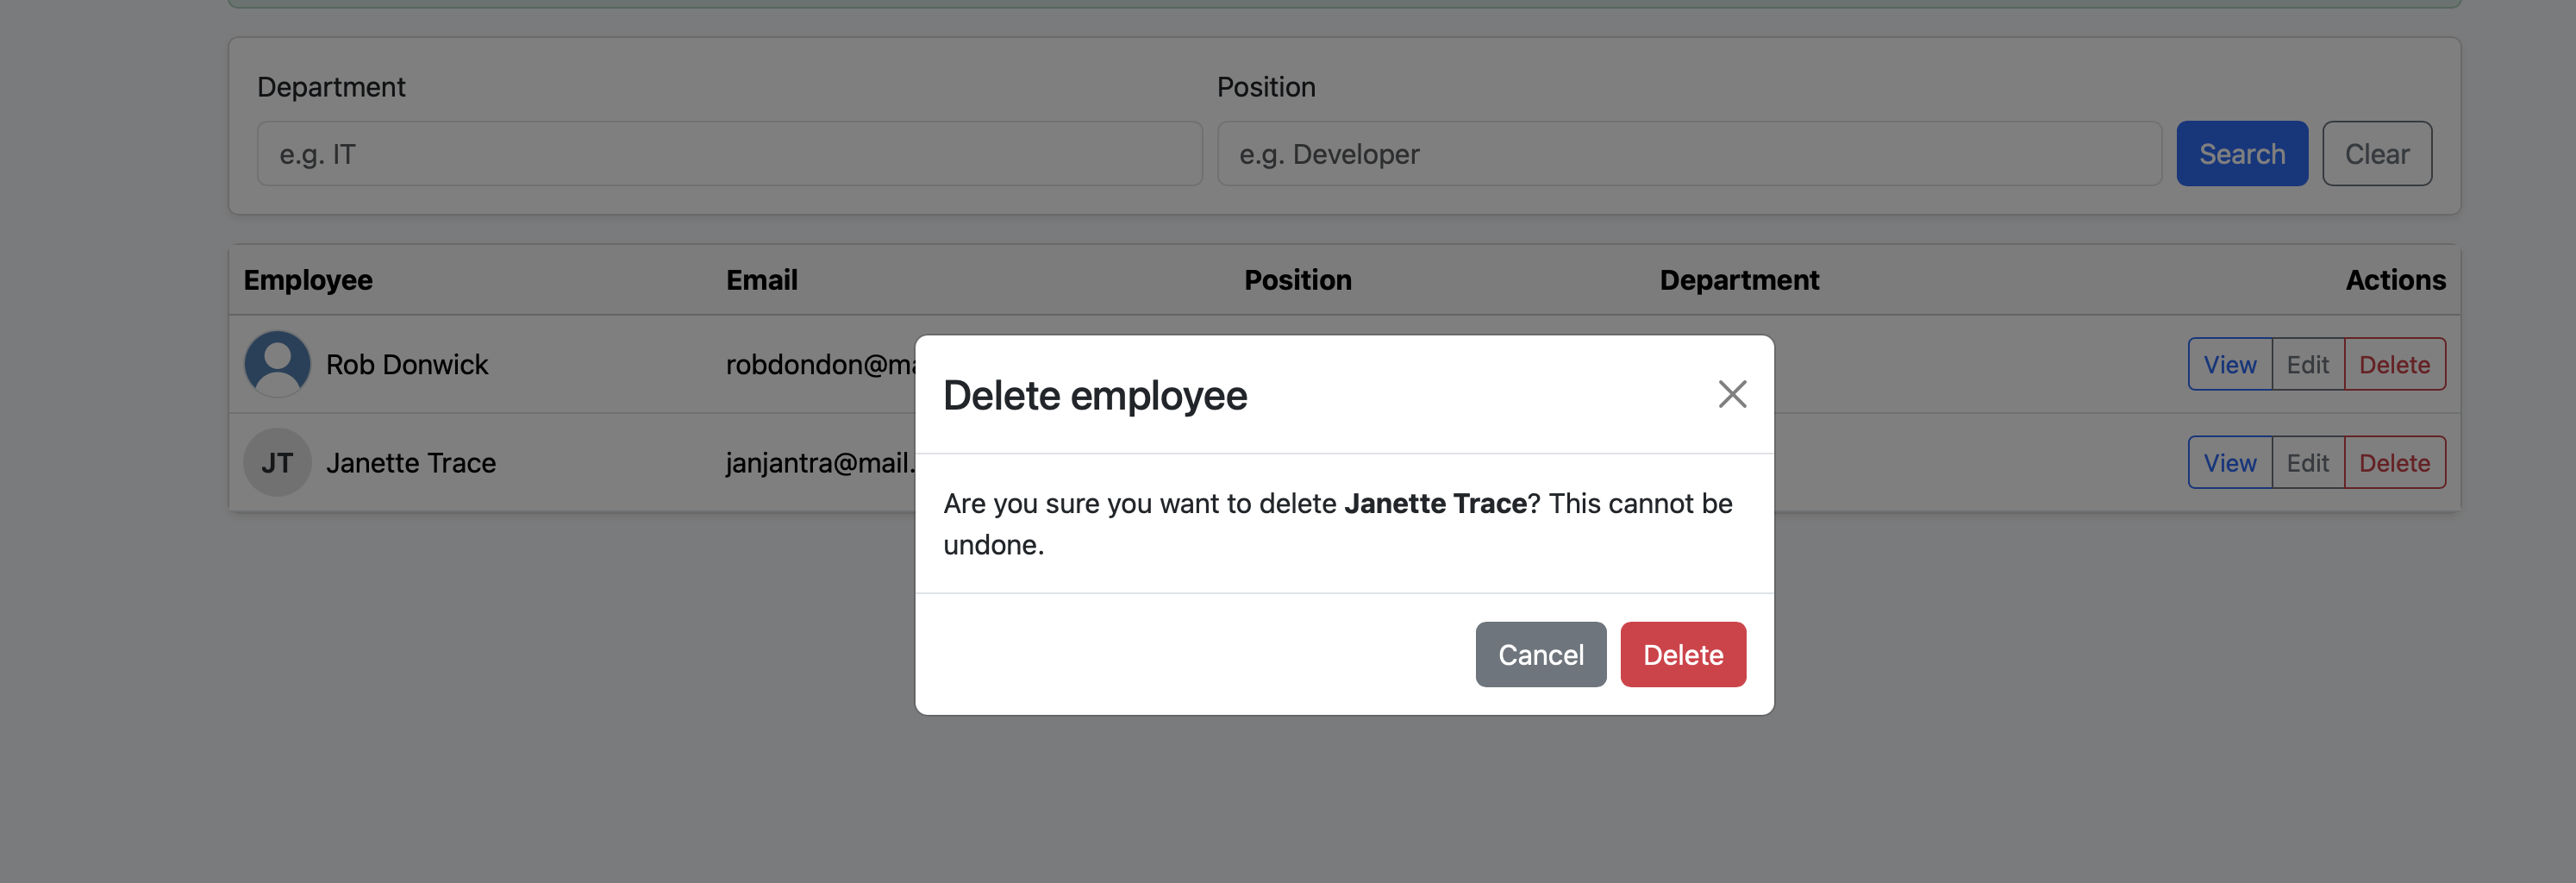 Department
Position
e.g. IT
e.g. Developer
Search
Clear
Employee
Email
Position
Department
Actions
Rob Donwick
View
Edit
Delete
JT
Janette Trace
janjantra@mail.
View
Edit
Delete
Delete employee
Are you sure you want to delete Janette Trace? This cannot be
undone.
Cancel
Delete